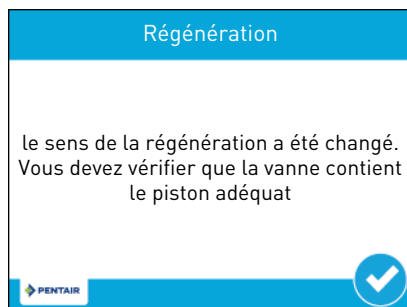 Régénération
le sens de la régénération a été changé.
Vous devez vérifier que la vanne contient
le piston adéquat
PENTAIR